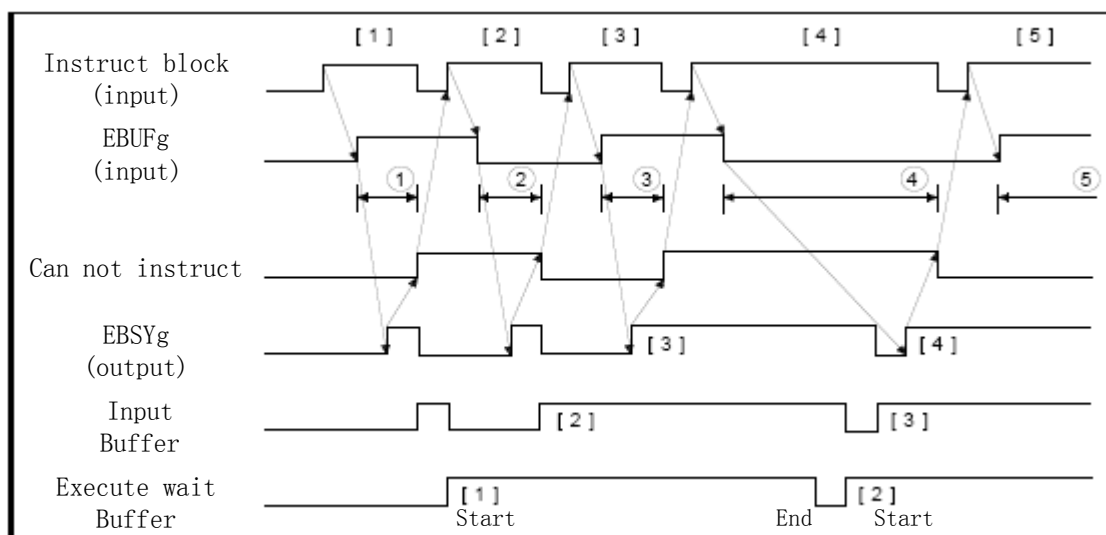 [1] [2] [3] [4] [5]
Instruct block
(input)
EBUFg
(input)
① ② ③ ④ ⑤
Can not instruct
EBSYg
(output)
[3] [4]
Input
Buffer
[2] [3]
Execute wait
Buffer
[1] [2]
Start End Start